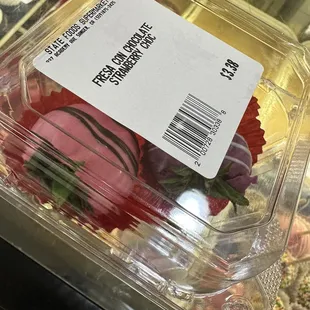 STATE FOODS SUPERMARKET
FRESA CON CHOCOLATE
STRAWBERRY CHOC
$3.38